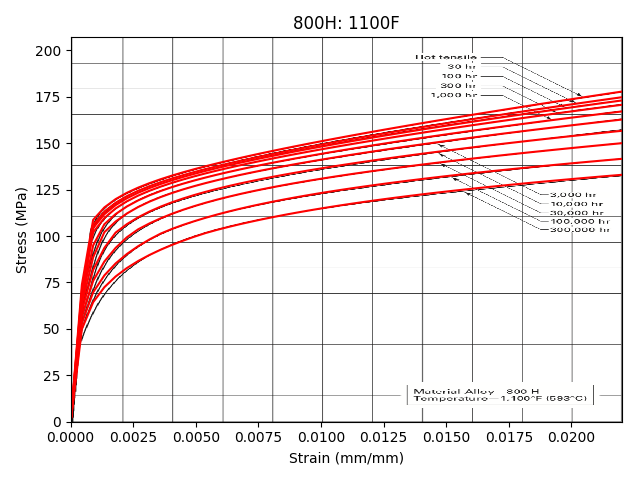 800H: 1100F
200
175
150
125
100
75
50
25
0
Stress (MPa)
Hot tensile
30 hr
100 hr
300 hr
1,000 hr
3,000 hr
10,000 hr
30,000 hr
100,000 hr
300,000 hr
Material Alloy 800 H
Temperature 1,100°F (593°C)
0.0000 0.0025 0.0050 0.0075 0.0100 0.0125 0.0150 0.0175 0.0200
Strain (mm/mm)